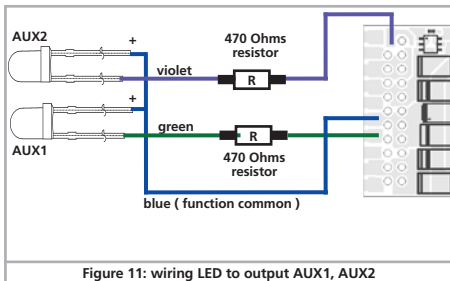 AUX2
+
470 Ohms
resistor
violet
R
+
green
R
AUX1
470 Ohms
resistor
blue ( function common )
Figure 11: wiring LED to output AUX1, AUX2